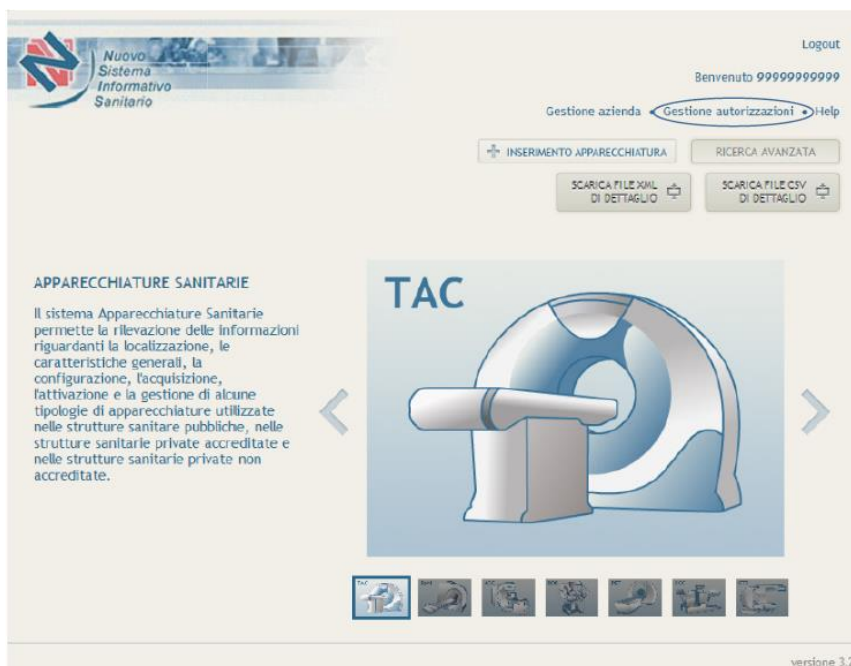 Nuovo
Sistema
Informativo
Sanitario
Logout
Benvenuto 99999999999
Gestione azienda • Gestione autorizzazioni • Help
INSERIMENTO APPARECCHIATURA
RICERCA AVANZATA
SCARICA FILE XML
DI DETTAGLIO
SCARICA FILE CSV
DI DETTAGLIO
APPARECCHIATURE SANITARIE
Il sistema Apparecchiature Sanitarie
permette la rilevazione delle informazioni
riguardanti la localizzazione, le
caratteristiche generali, la
configurazione, l'acquisizione,
l'attivazione e la gestione di alcune
tipologie di apparecchiature utilizzate
nelle strutture sanitare pubbliche, nelle
strutture sanitarie private accreditate e
nelle strutture sanitarie private non
accreditate.
TAC
TAC